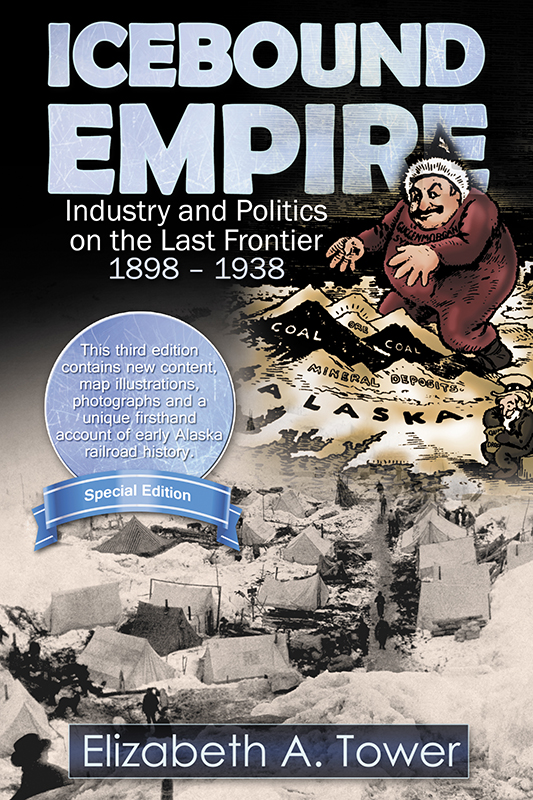 ICEBOUND
EMPIRE
Industry and Politics
on the Last Frontier
1898 – 1938
GUGGENMORGAN
COAL
ORE
COAL
MINERAL DEPOSITS
ALASKA
This third edition
contains new content,
map illustrations,
photographs and a
unique firsthand
account of early Alaska
railroad history.
Special Edition
Elizabeth A. Tower